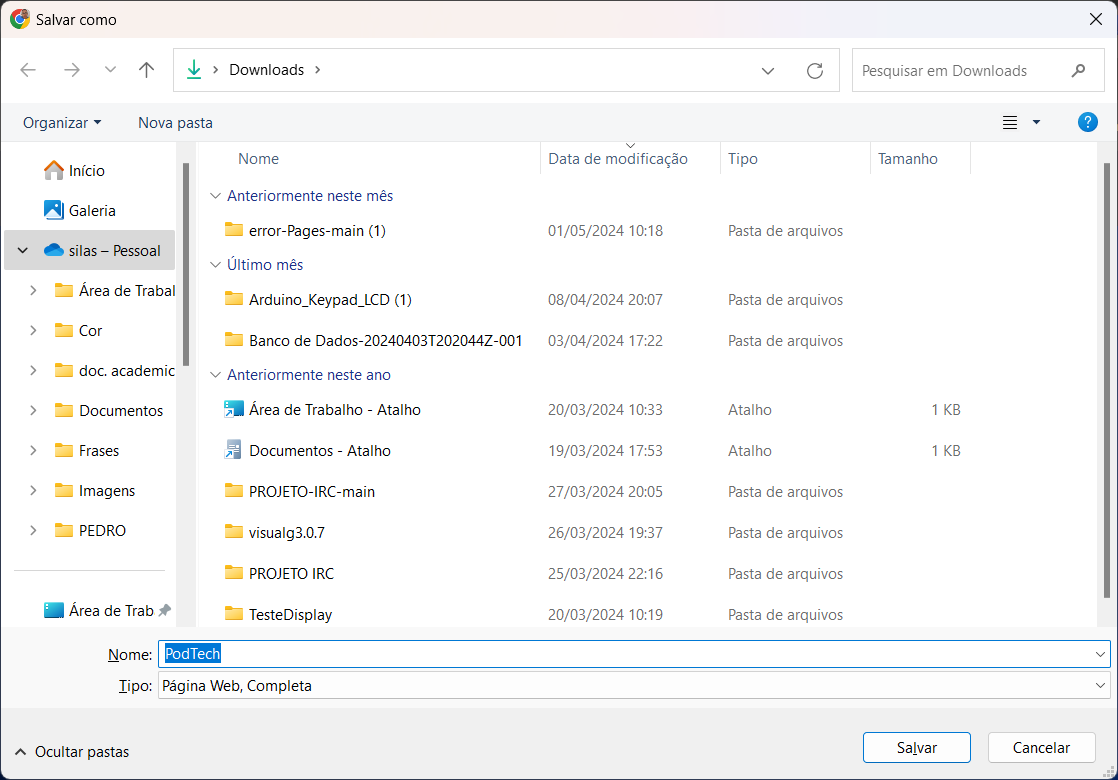 Salvar como
Downloads
Pesquisar em Downloads
Organizar
Nova pasta
?
Início
Galeria
silas – Pessoal
Área de Trabal
Cor
doc. academic
Documentos
Frases
Imagens
PEDRO
Área de Trab
Nome Data de modificação Tipo Tamanho
Anteriormente neste mês
error-Pages-main (1) 01/05/2024 10:18 Pasta de arquivos
Último mês
Arduino_Keypad_LCD (1) 08/04/2024 20:07 Pasta de arquivos
Banco de Dados-20240403T202044Z-001 03/04/2024 17:22 Pasta de arquivos
Anteriormente neste ano
Área de Trabalho - Atalho 20/03/2024 10:33 Atalho 1 KB
Documentos - Atalho 19/03/2024 17:53 Atalho 1 KB
PROJETO-IRC-main 27/03/2024 20:05 Pasta de arquivos
visualg3.0.7 26/03/2024 19:37 Pasta de arquivos
PROJETO IRC 25/03/2024 22:16 Pasta de arquivos
TesteDisplay 20/03/2024 10:19 Pasta de arquivos
Nome: PodTech
Tipo: Página Web, Completa
Ocultar pastas
Salvar
Cancelar